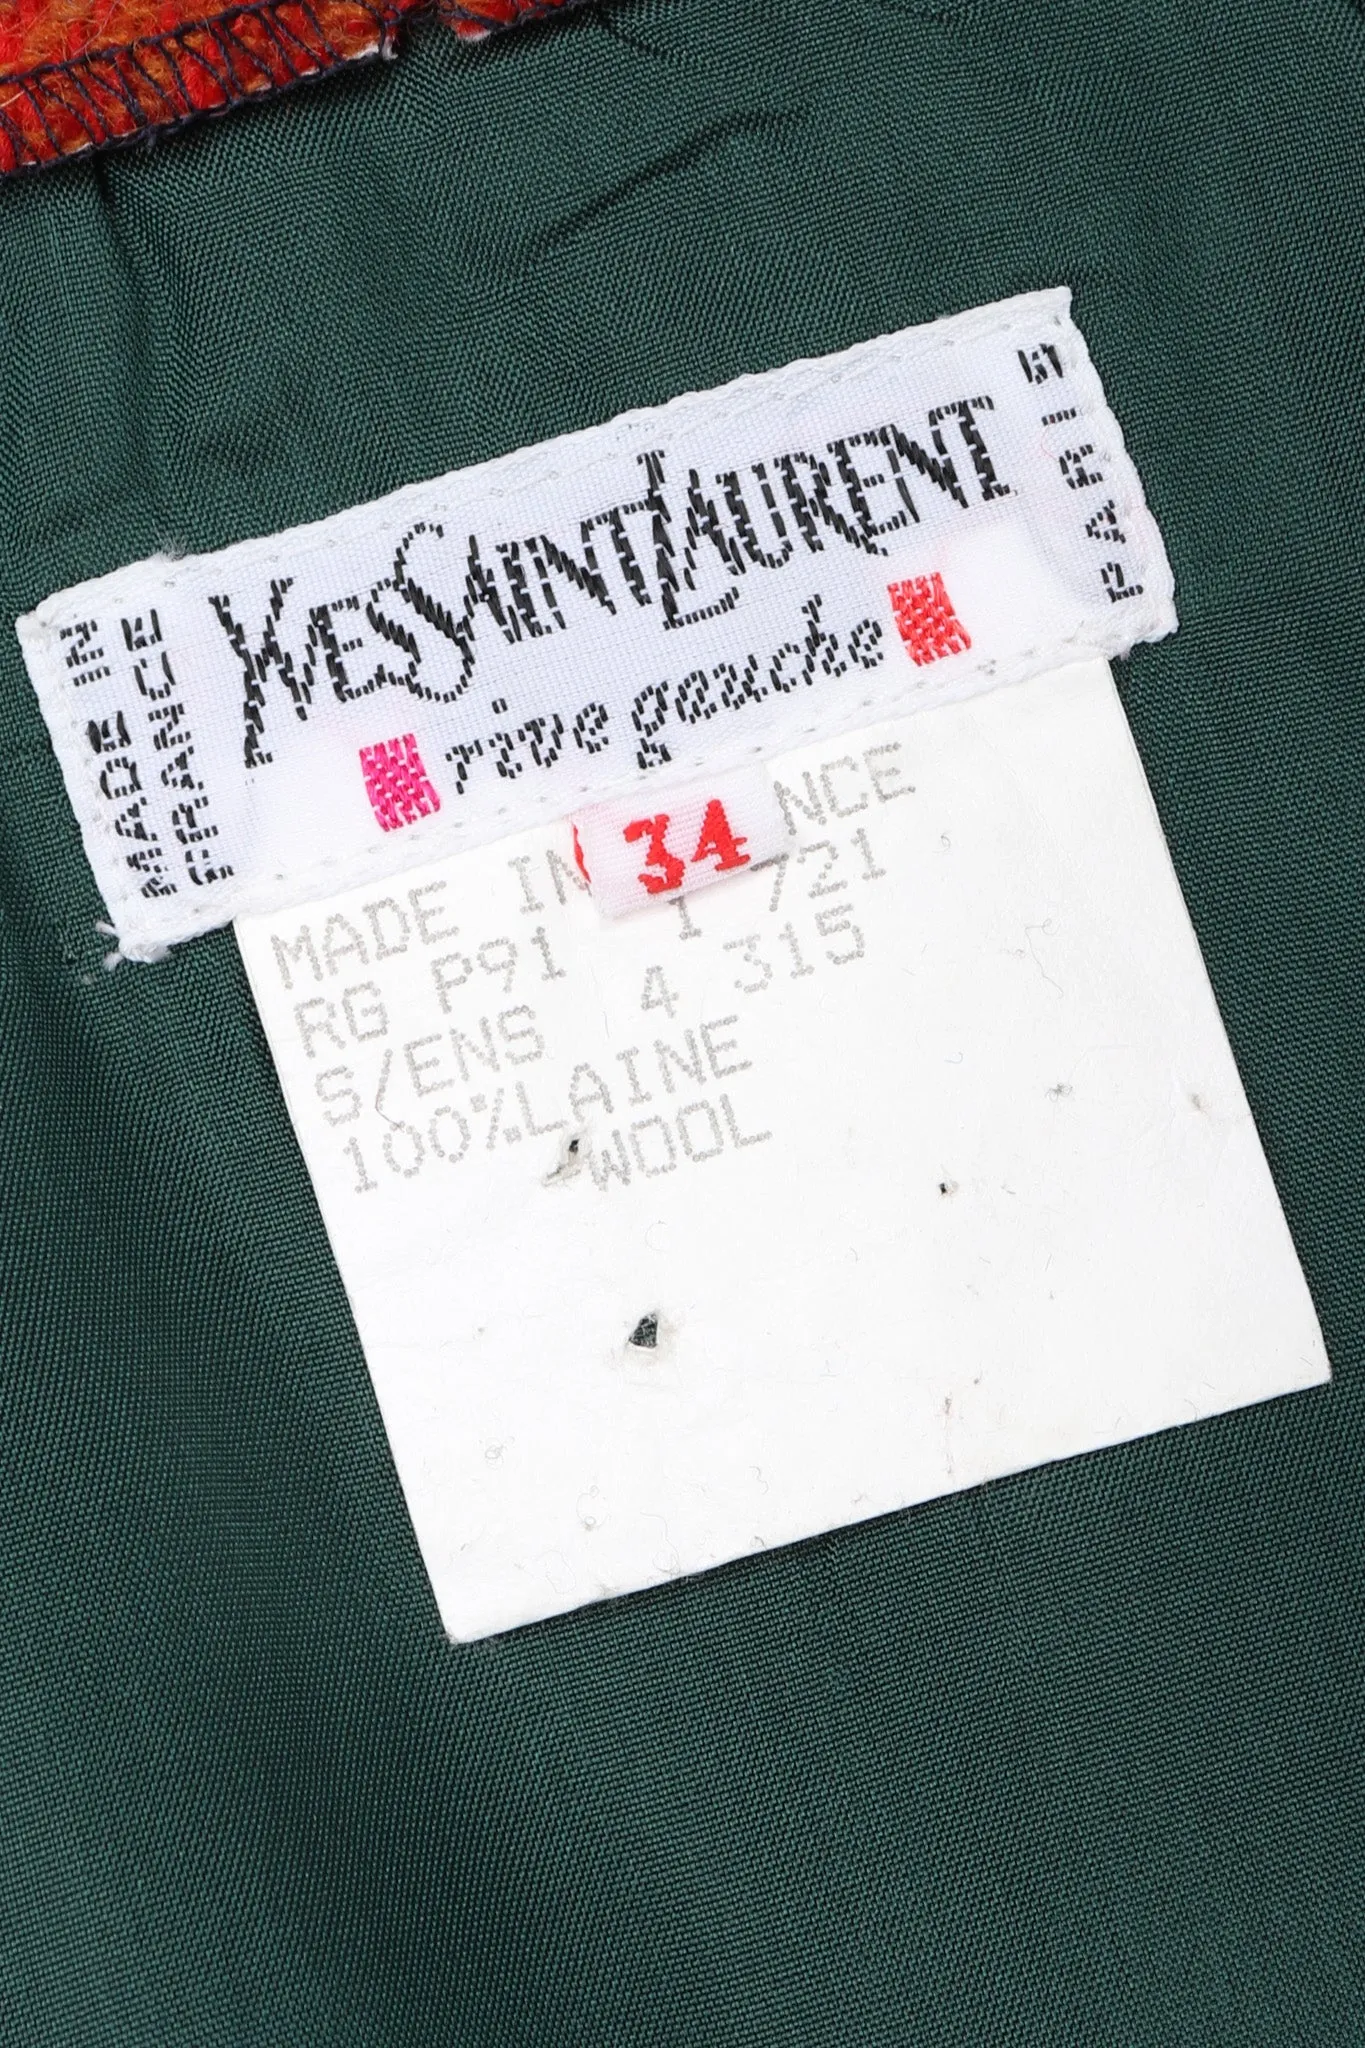 MADE IN
FRANCE
YVES SAINT LAURENT
rive gauche
PARIS
34
MADE IN NCE
RG P91 1 721
S/ENS 4 315
100%LAINE
WOOL